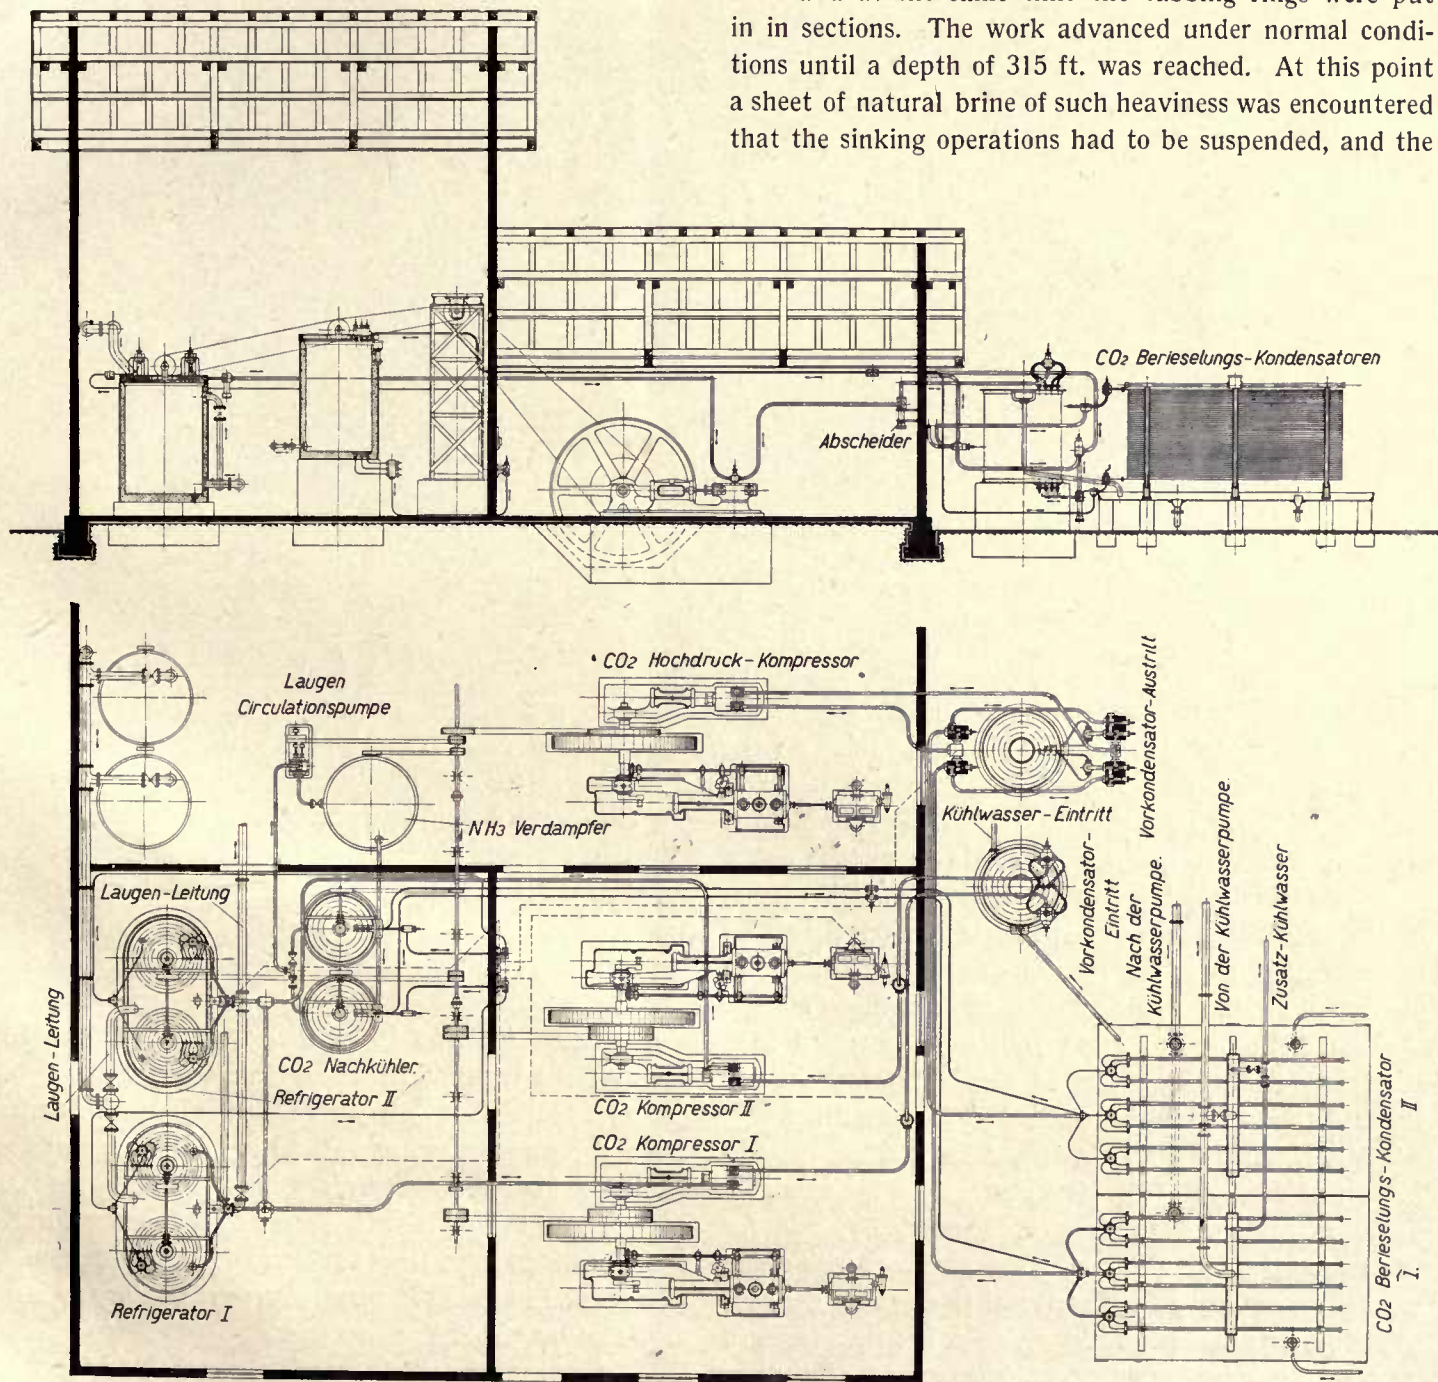 in in sections. The work advanced under normal condi-
tions until a depth of 315 ft. was reached. At this point
a sheet of natural brine of such heaviness was encountered
that the sinking operations had to be suspended, and the
CO2 Berieselungs-Kondensatoren
Abscheider
CO2 Hochdruck-Kompressor
Laugen
Circulationspumpe
NH3 Verdampfer
Vorkondensator-Austritt
Kühlwasser-Eintritt
Vorkondensator-
Eintritt
Nach der
Kühlwasserpumpe.
Von der Kühlwasserpumpe.
Zusatz-Kühlwasser
Laugen-Leitung
Laugen-Leitung
CO2 Nachkühler
Refrigerator II
CO2 Kompressor II
CO2 Kompressor I
Refrigerator I
CO2 Berieselungs-Kondensator
I.
II